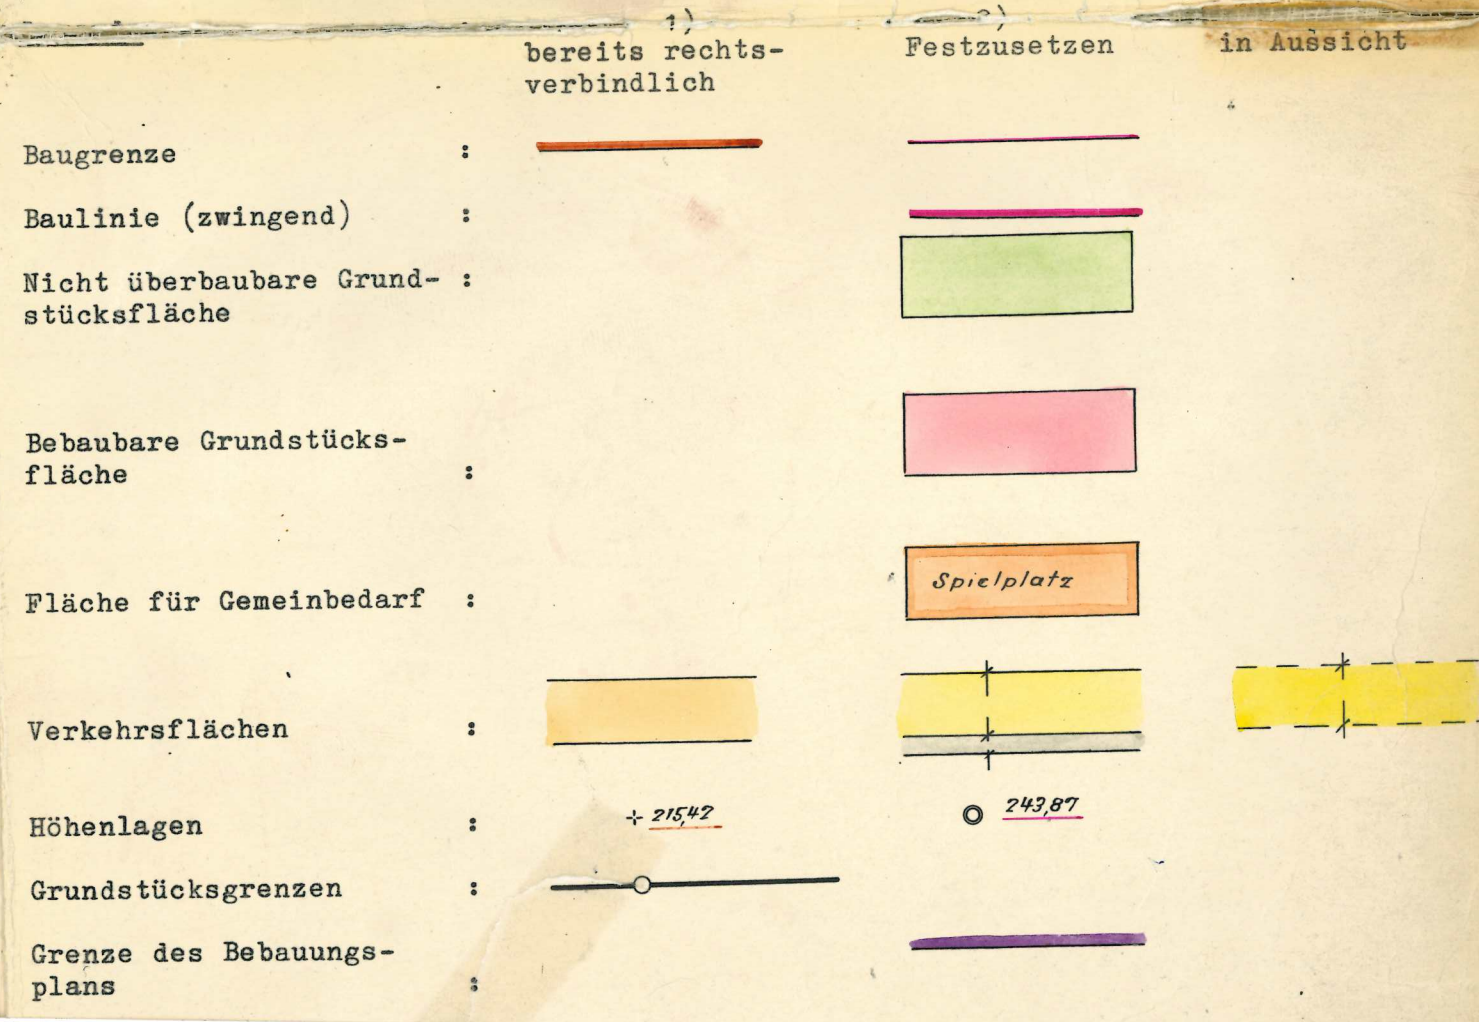 1)
bereits rechts-
verbindlich
2)
Festzusetzen
in Aussicht
Baugrenze :
Baulinie (zwingend) :
Nicht überbaubare Grund- :
stücksfläche
Bebaubare Grundstücks-
fläche :
Fläche für Gemeinbedarf :
Spielplatz
Verkehrsflächen :
Höhenlagen : 215,42 243,87
Grundstücksgrenzen :
Grenze des Bebauungs-
plans :